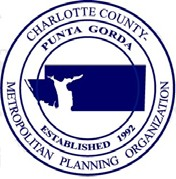 CHARLOTTE COUNTY-
PUNTA GORDA
ESTABLISHED 1992
METROPOLITAN PLANNING ORGANIZATION